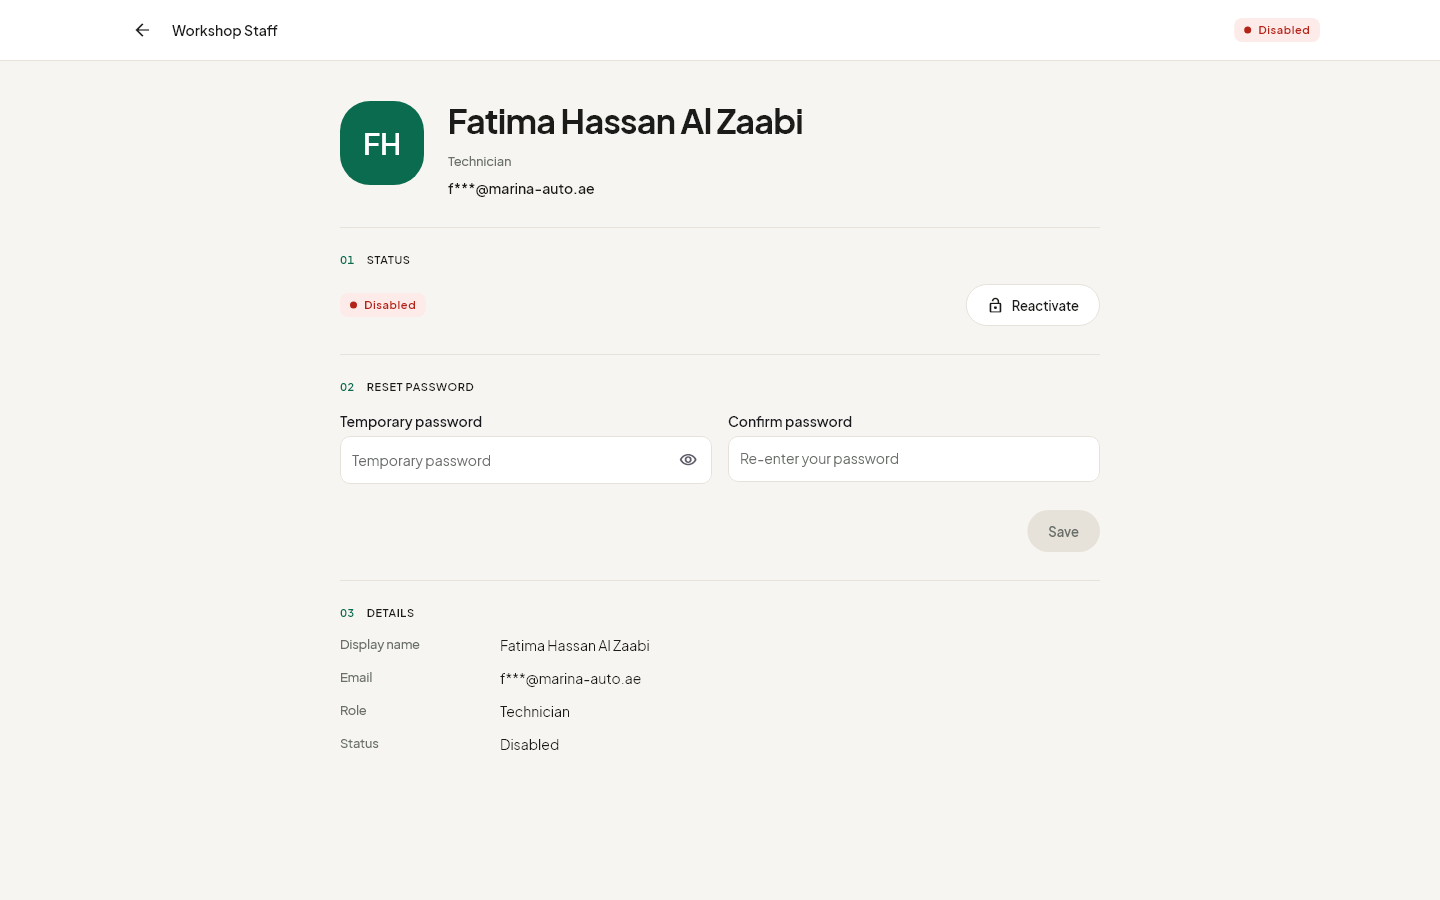 Workshop Staff
Disabled
FH
Fatima Hassan Al Zaabi
Technician
f***@marina-auto.ae
01 STATUS
Disabled
Reactivate
02 RESET PASSWORD
Temporary password
Confirm password
Temporary password
Re-enter your password
Save
03 DETAILS
Display name
Fatima Hassan Al Zaabi
Email
f***@marina-auto.ae
Role
Technician
Status
Disabled